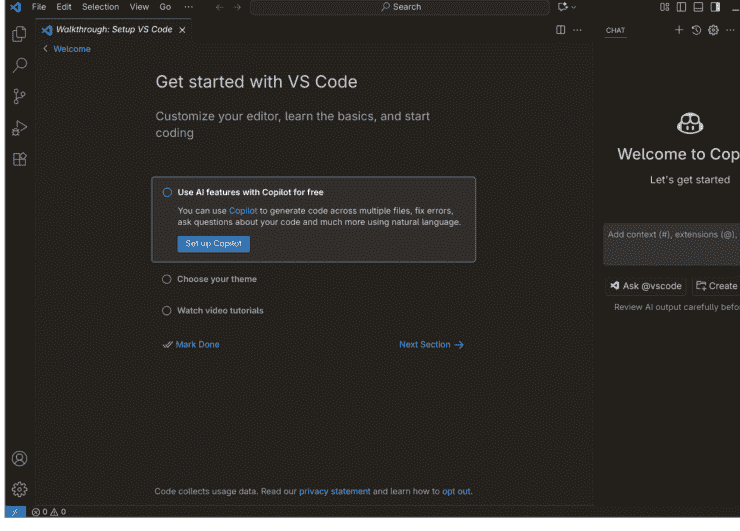 File Edit Selection View Go ··· Search
Walkthrough: Setup VS Code
CHAT
Welcome
Get started with VS Code
Customize your editor, learn the basics, and start
coding
Use AI features with Copilot for free
You can use Copilot to generate code across multiple files, fix errors,
ask questions about your code and much more using natural language.
Set up Copilot
Choose your theme
Watch video tutorials
Mark Done
Next Section →
Code collects usage data. Read our privacy statement and learn how to opt out.
Welcome to Cop
Let's get started
Add context (#), extensions (@),
Ask @vscode
Create
Review AI output carefully befo
0 0